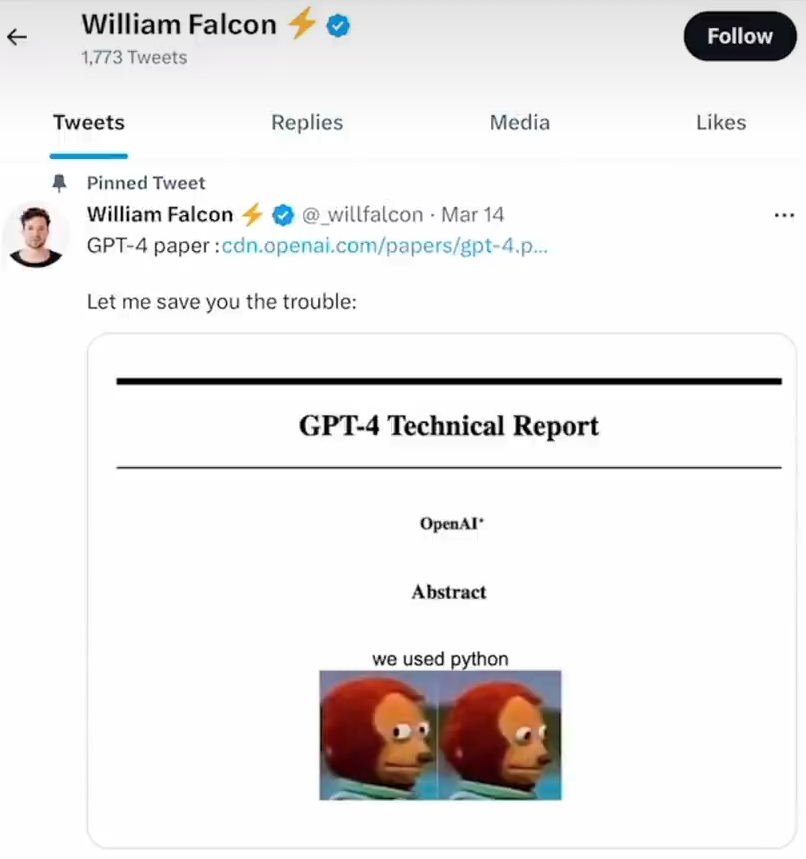 William Falcon ⚡
1,773 Tweets
Follow
Tweets Replies Media Likes
Pinned Tweet
William Falcon ⚡ @_willfalcon · Mar 14
GPT-4 paper :cdn.openai.com/papers/gpt-4.p...
Let me save you the trouble:
GPT-4 Technical Report
OpenAI*
Abstract
we used python